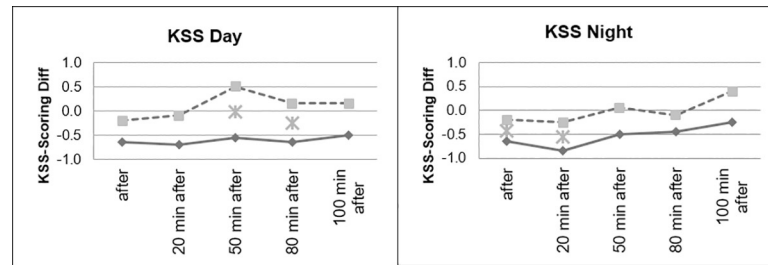 KSS Day
KSS-Scoring Diff
1.0
0.5
0.0
-0.5
-1.0
after
20 min after
50 min after
80 min after
100 min
after
KSS Night
KSS-Scoring Diff
1.0
0.5
0.0
-0.5
-1.0
after
20 min after
50 min after
80 min after
100 min
after